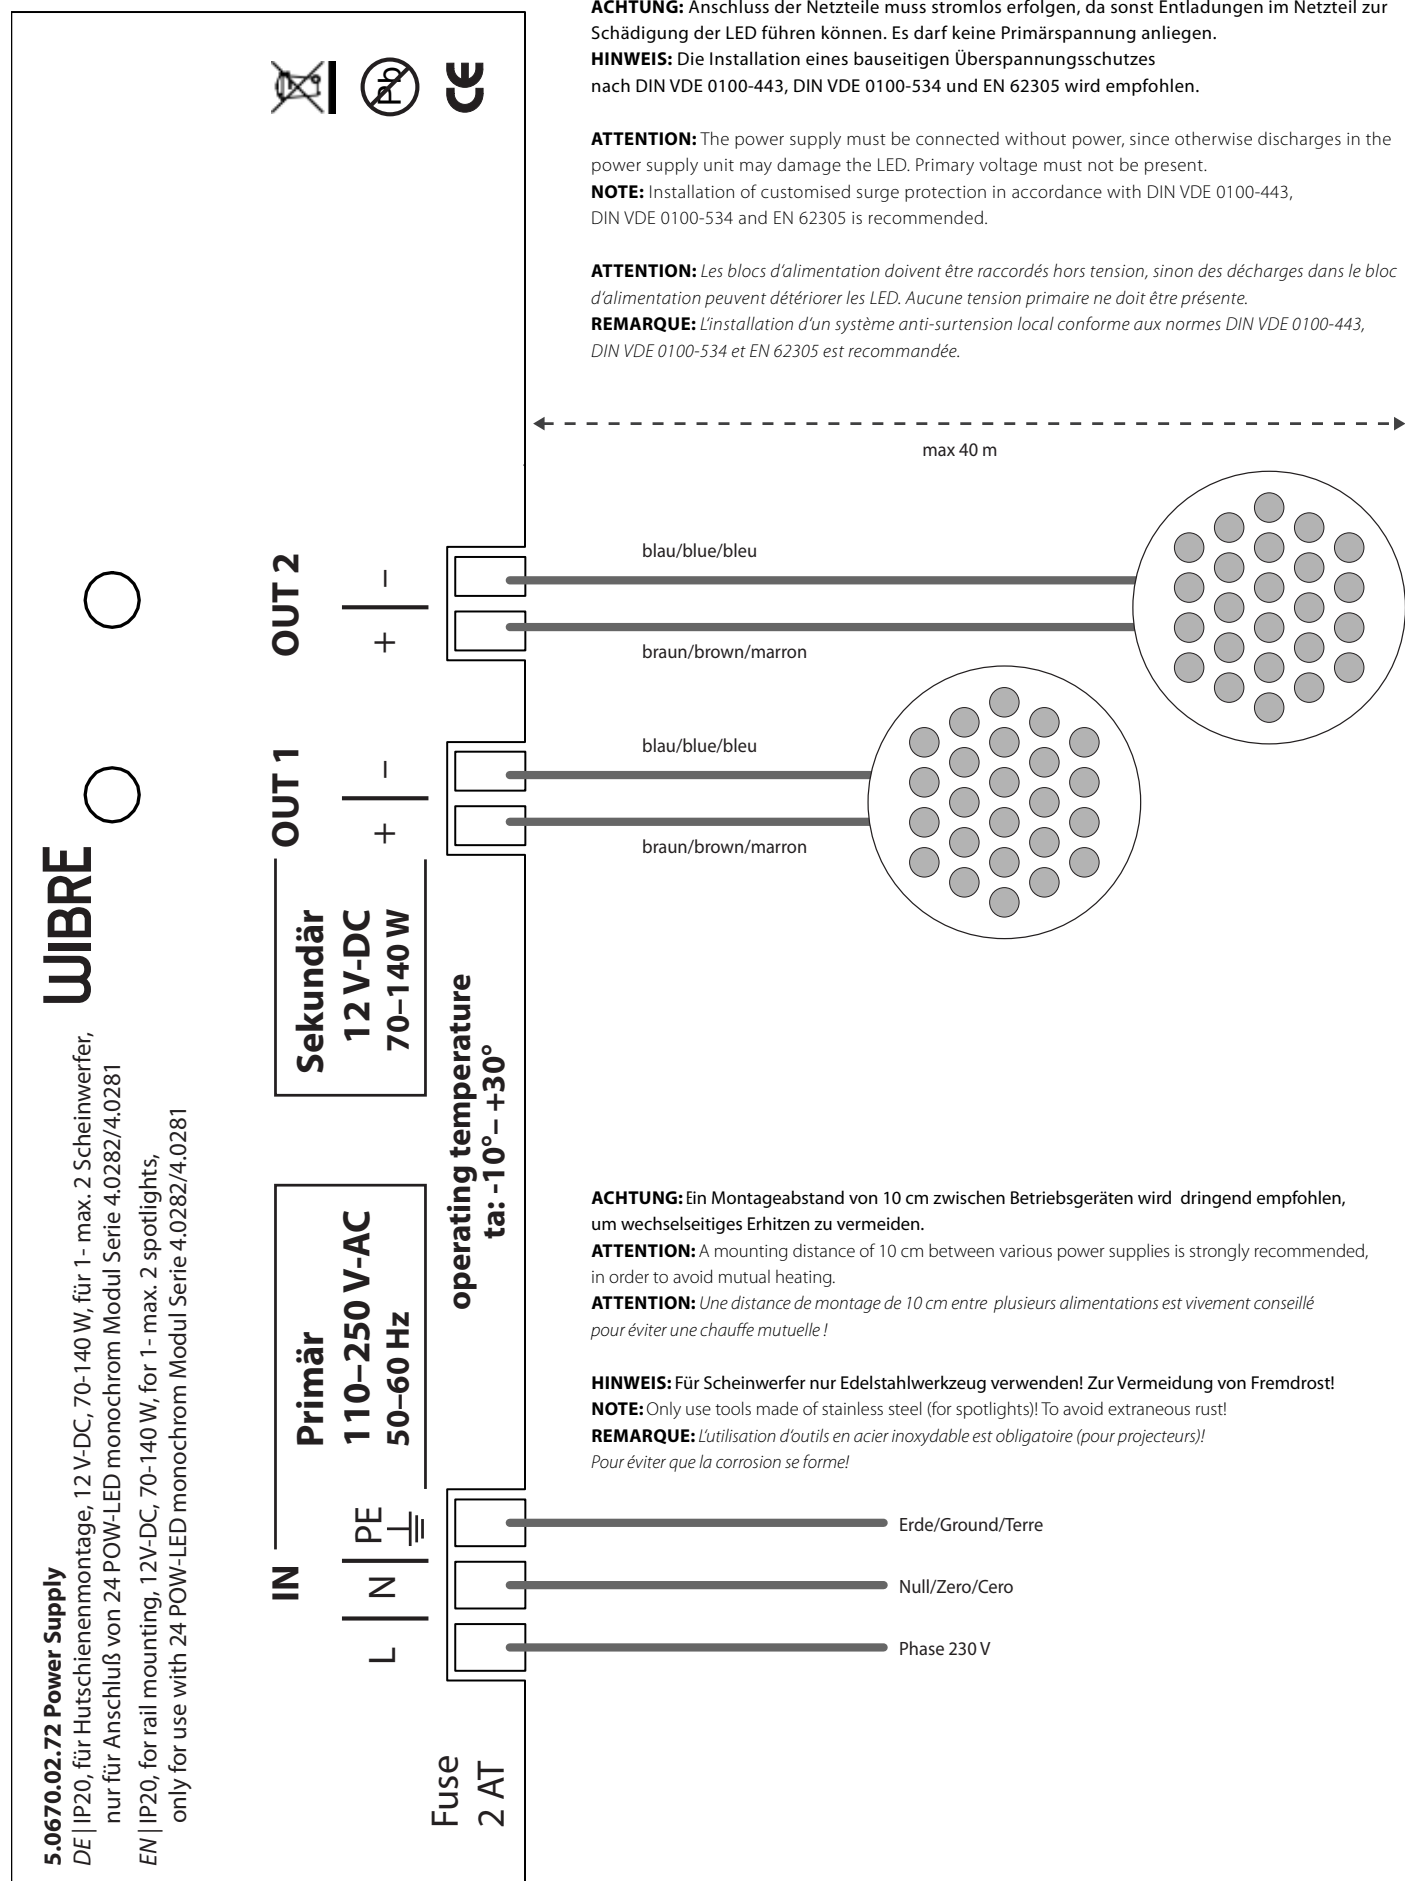 ACHTUNG: Anschluss der Netzteile muss stromlos erfolgen, da sonst Entladungen im Netzteil zur
Schädigung der LED führen können. Es darf keine Primärspannung anliegen.
HINWEIS: Die Installation eines bauseitigen Überspannungsschutzes
nach DIN VDE 0100-443, DIN VDE 0100-534 und EN 62305 wird empfohlen.
ATTENTION: The power supply must be connected without power, since otherwise discharges in the
power supply unit may damage the LED. Primary voltage must not be present.
NOTE: Installation of customised surge protection in accordance with DIN VDE 0100-443,
DIN VDE 0100-534 and EN 62305 is recommended.
ATTENTION: Les blocs d‘alimentation doivent être raccordés hors tension, sinon des décharges dans le bloc
d‘alimentation peuvent détériorer les LED. Aucune tension primaire ne doit être présente.
REMARQUE: L‘installation d‘un système anti-surtension local conforme aux normes DIN VDE 0100-443,
DIN VDE 0100-534 et EN 62305 est recommandée.
max 40 m
Pb
CE
OUT 2
+ | –
blau/blue/bleu
braun/brown/marron
OUT 1
+ | –
blau/blue/bleu
braun/brown/marron
WIBRE
Sekundär
12 V-DC
70–140 W
operating temperature
ta: -10°– +30°
Primär
110–250 V-AC
50–60 Hz
ACHTUNG: Ein Montageabstand von 10 cm zwischen Betriebsgeräten wird dringend empfohlen,
um wechselseitiges Erhitzen zu vermeiden.
ATTENTION: A mounting distance of 10 cm between various power supplies is strongly recommended,
in order to avoid mutual heating.
ATTENTION: Une distance de montage de 10 cm entre plusieurs alimentations est vivement conseillé
pour éviter une chauffe mutuelle !
HINWEIS: Für Scheinwerfer nur Edelstahlwerkzeug verwenden! Zur Vermeidung von Fremdrost!
NOTE: Only use tools made of stainless steel (for spotlights)! To avoid extraneous rust!
REMARQUE: L‘utilisation d‘outils en acier inoxydable est obligatoire (pour projecteurs)!
Pour éviter que la corrosion se forme!
IN
L | N | PE
Erde/Ground/Terre
Null/Zero/Cero
Phase 230 V
Fuse
2 AT
5.0670.02.72 Power Supply
DE | IP20, für Hutschienenmontage, 12 V-DC, 70-140 W, für 1- max. 2 Scheinwerfer,
nur für Anschluß von 24 POW-LED monochrom Modul Serie 4.0282/4.0281
EN | IP20, for rail mounting, 12V-DC, 70-140 W, for 1- max. 2 spotlights,
only for use with 24 POW-LED monochrom Modul Serie 4.0282/4.0281